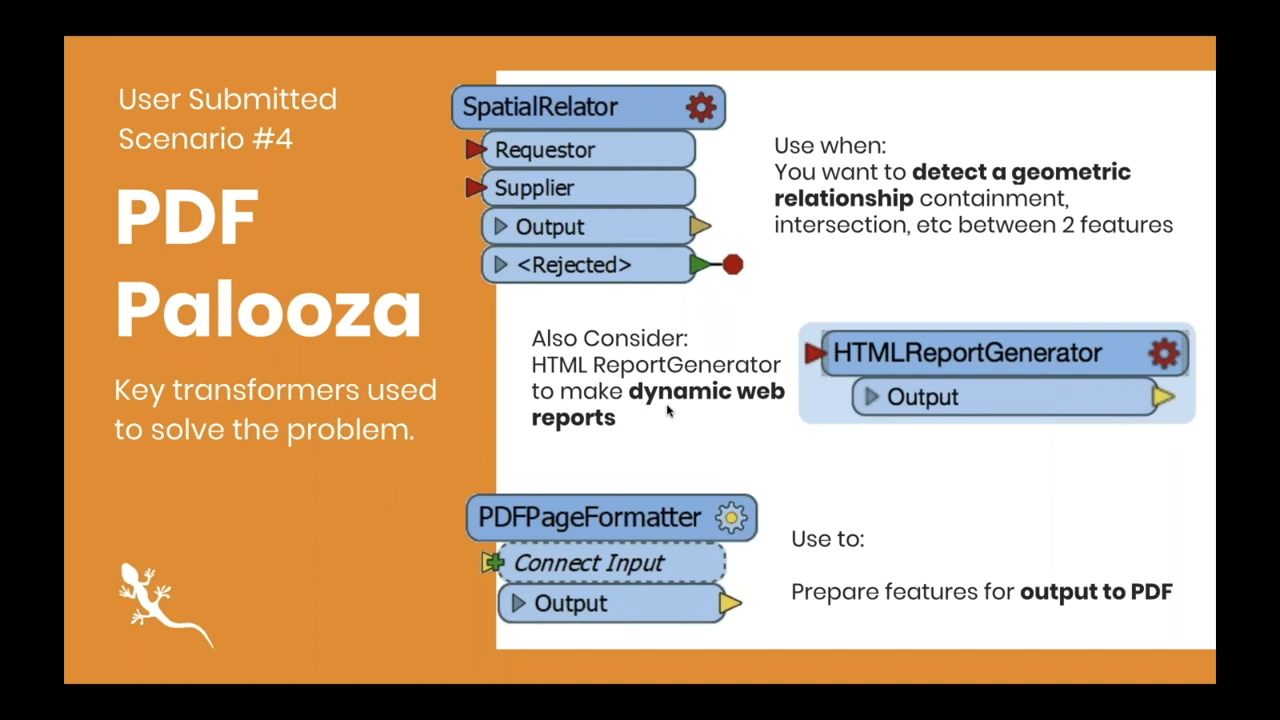 User Submitted
Scenario #4
PDF
Palooza
Key transformers used
to solve the problem.
SpatialRelator
Requestor
Supplier
Output
<Rejected>
Use when:
You want to detect a geometric
relationship containment,
intersection, etc between 2 features
Also Consider:
HTML ReportGenerator
to make dynamic web
reports
HTMLReportGenerator
Output
PDFPageFormatter
Connect Input
Output
Use to:
Prepare features for output to PDF